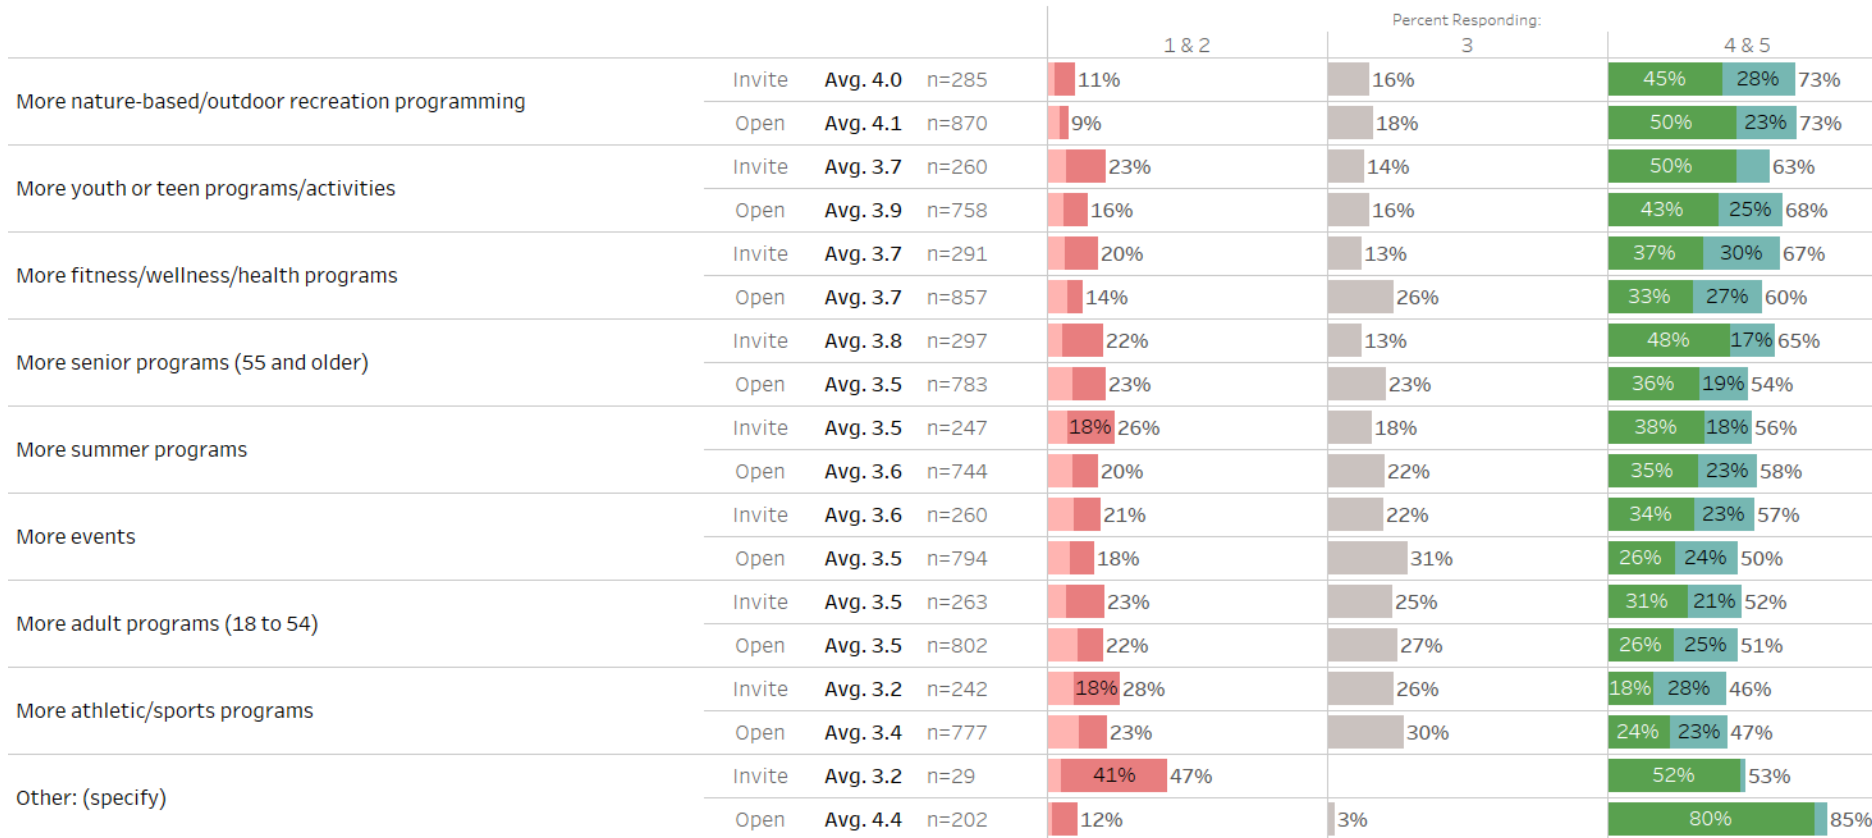 Percent Responding:
1 & 2 3 4 & 5
More nature-based/outdoor recreation programming
Invite Avg. 4.0 n=285 11% 16% 45% 28% 73%
Open Avg. 4.1 n=870 9% 18% 50% 23% 73%
More youth or teen programs/activities
Invite Avg. 3.7 n=260 23% 14% 50% 63%
Open Avg. 3.9 n=758 16% 16% 43% 25% 68%
More fitness/wellness/health programs
Invite Avg. 3.7 n=291 20% 13% 37% 30% 67%
Open Avg. 3.7 n=857 14% 26% 33% 27% 60%
More senior programs (55 and older)
Invite Avg. 3.8 n=297 22% 13% 48% 17% 65%
Open Avg. 3.5 n=783 23% 23% 36% 19% 54%
More summer programs
Invite Avg. 3.5 n=247 18% 26% 18% 38% 18% 56%
Open Avg. 3.6 n=744 20% 22% 35% 23% 58%
More events
Invite Avg. 3.6 n=260 21% 22% 34% 23% 57%
Open Avg. 3.5 n=794 18% 31% 26% 24% 50%
More adult programs (18 to 54)
Invite Avg. 3.5 n=263 23% 25% 31% 21% 52%
Open Avg. 3.5 n=802 22% 27% 26% 25% 51%
More athletic/sports programs
Invite Avg. 3.2 n=242 18% 28% 26% 18% 28% 46%
Open Avg. 3.4 n=777 23% 30% 24% 23% 47%
Other: (specify)
Invite Avg. 3.2 n=29 41% 47% 52% 53%
Open Avg. 4.4 n=202 12% 3% 80% 85%